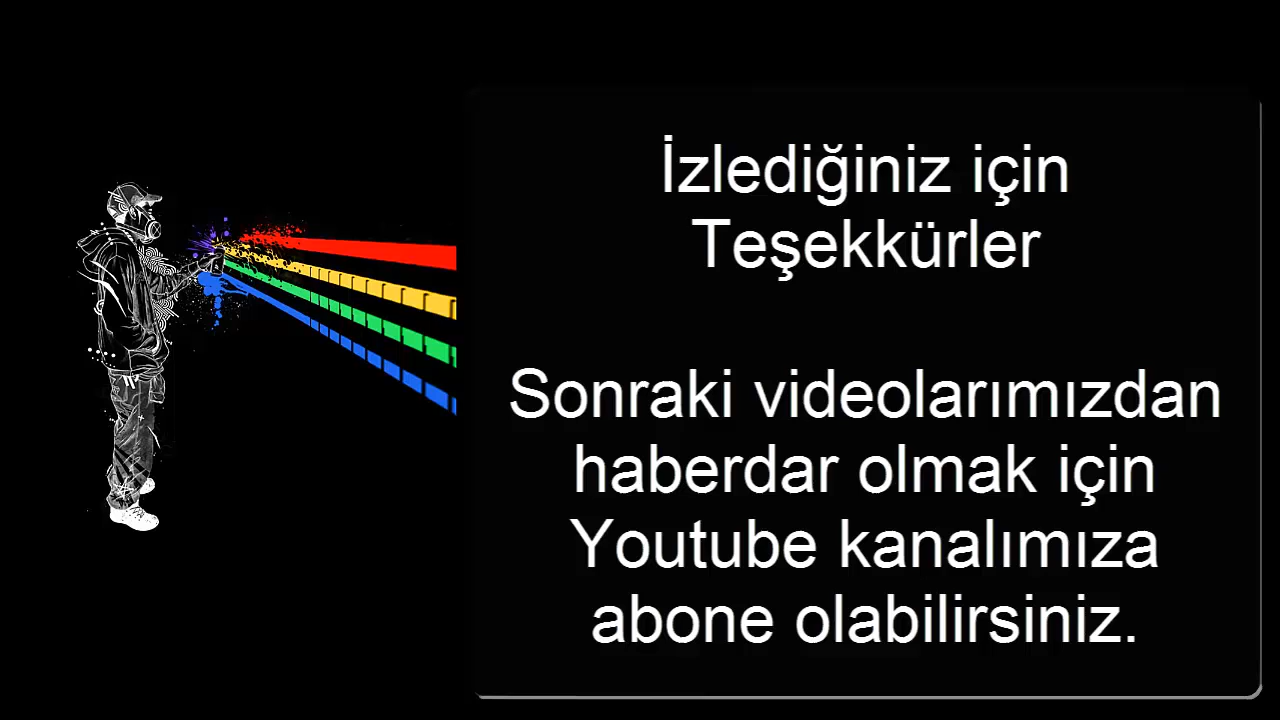 İzlediğiniz için
Teşekkürler
Sonraki videolarımızdan
haberdar olmak için
Youtube kanalımıza
abone olabilirsiniz.